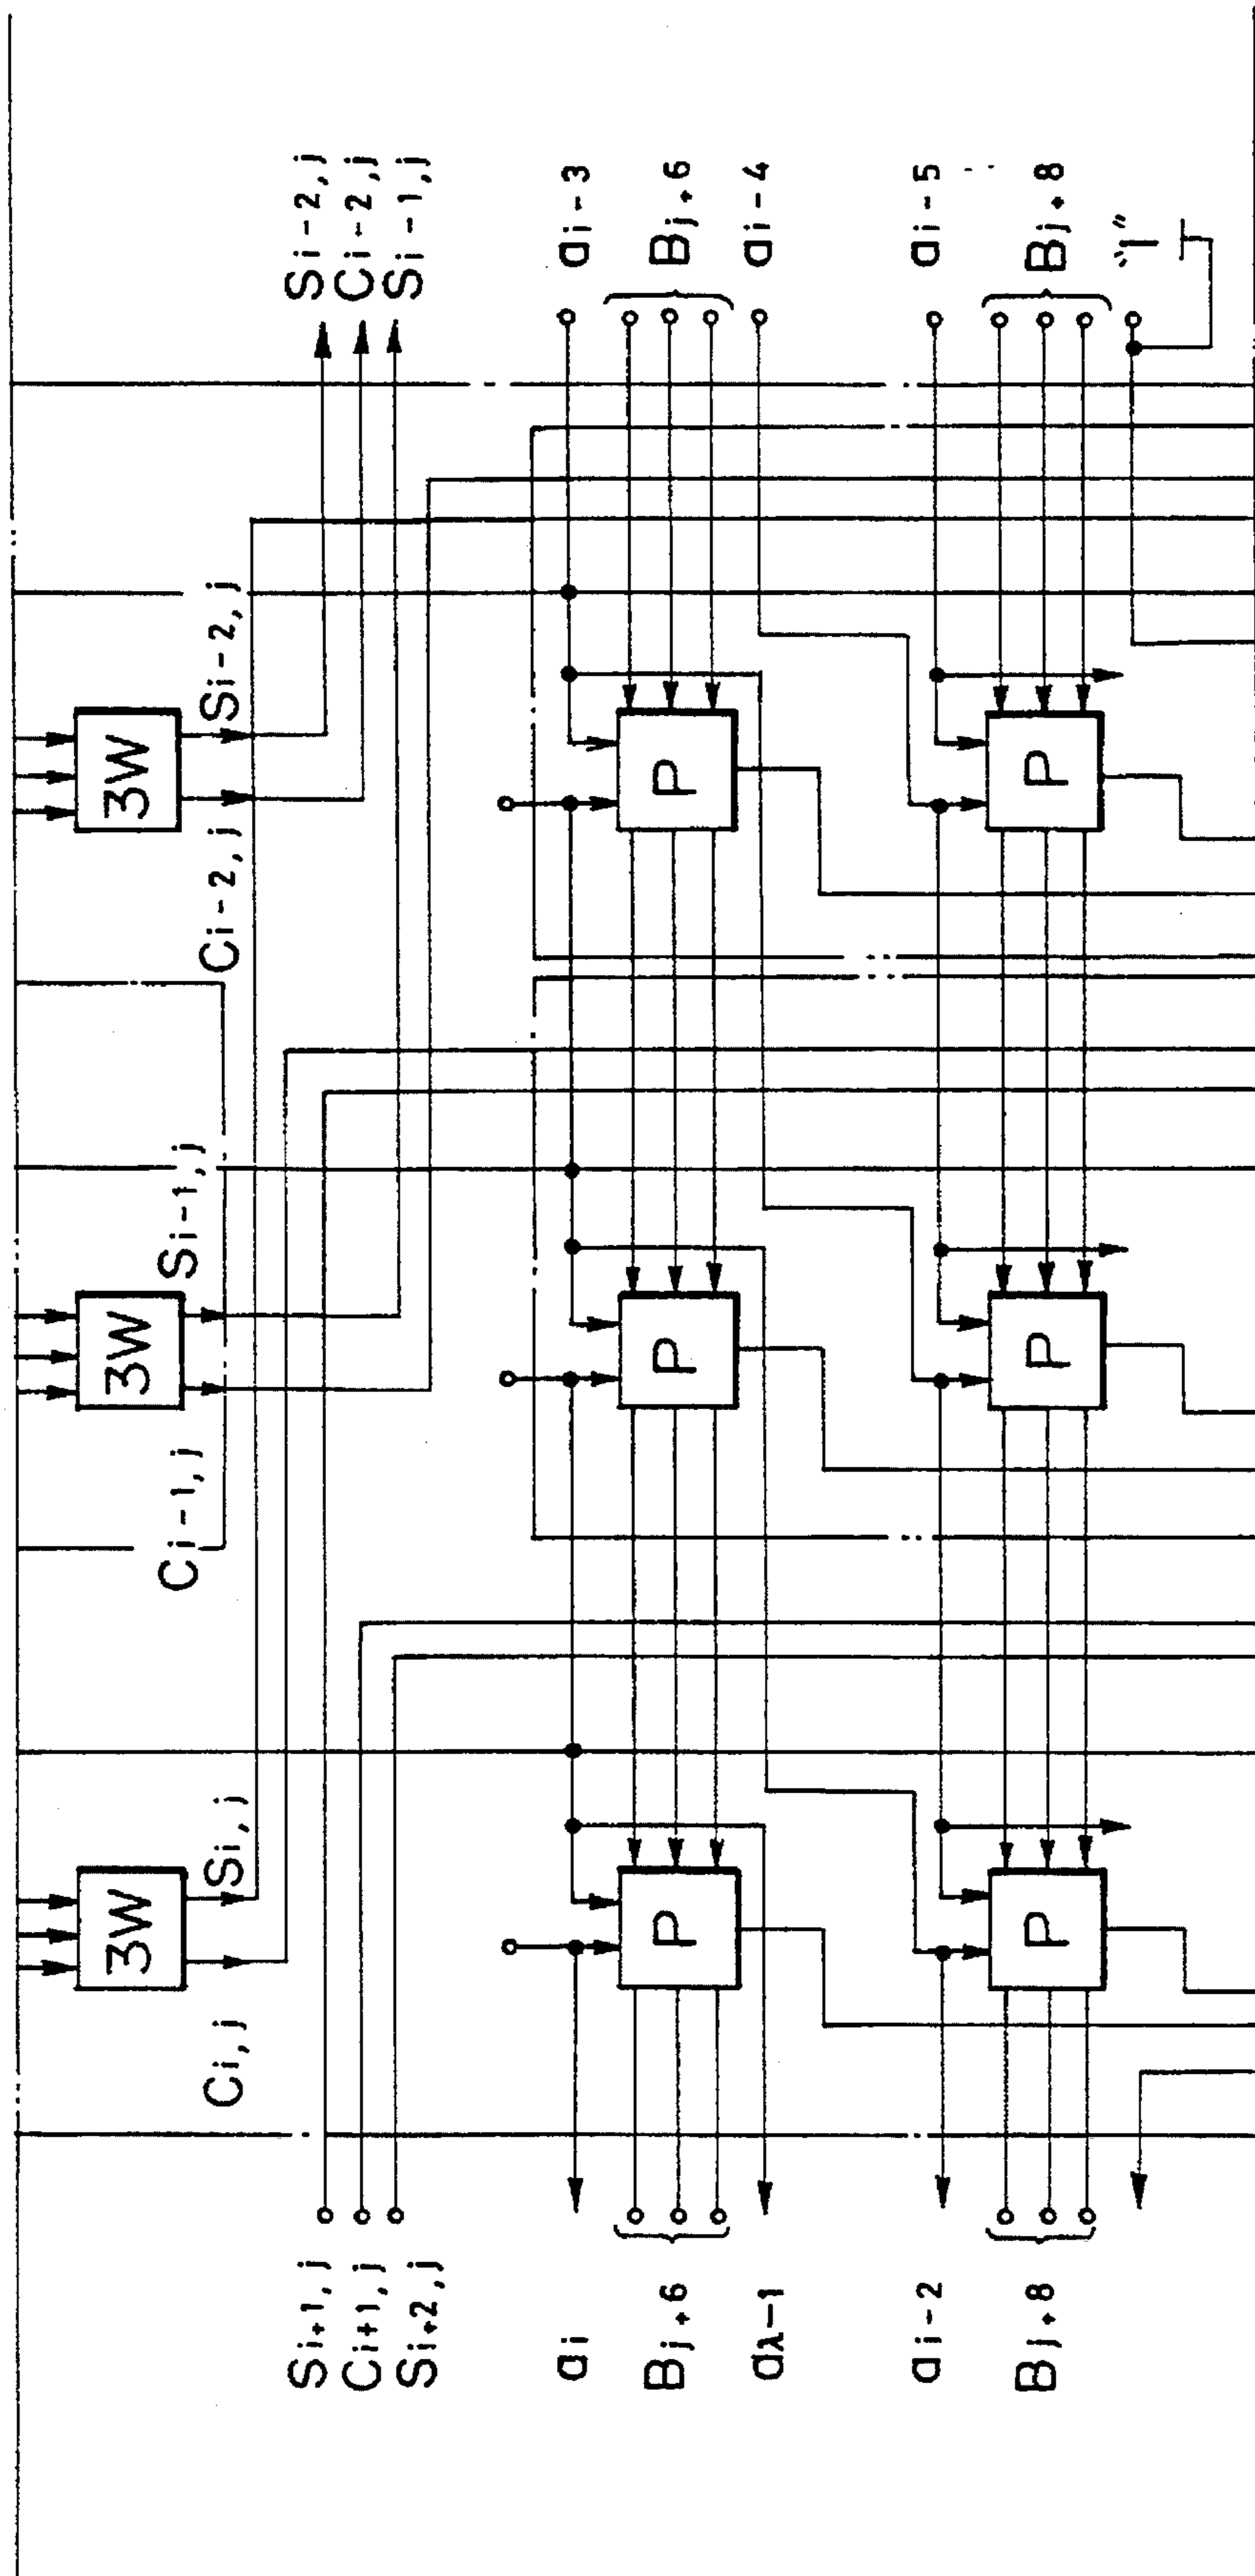 Si-2,j
Ci-2,j
Si-1,j
ai-3
Bj+6
ai-4
ai-5
Bj+8
"1"
3W
Si-2,j
Ci-2,j
P
P
3W
Si-1,j
Ci-1,j
P
P
3W
Si,j
Ci,j
P
P
Si+1,j
Ci+1,j
Si+2,j
ai
Bj+6
aλ-1
ai-2
Bj+8